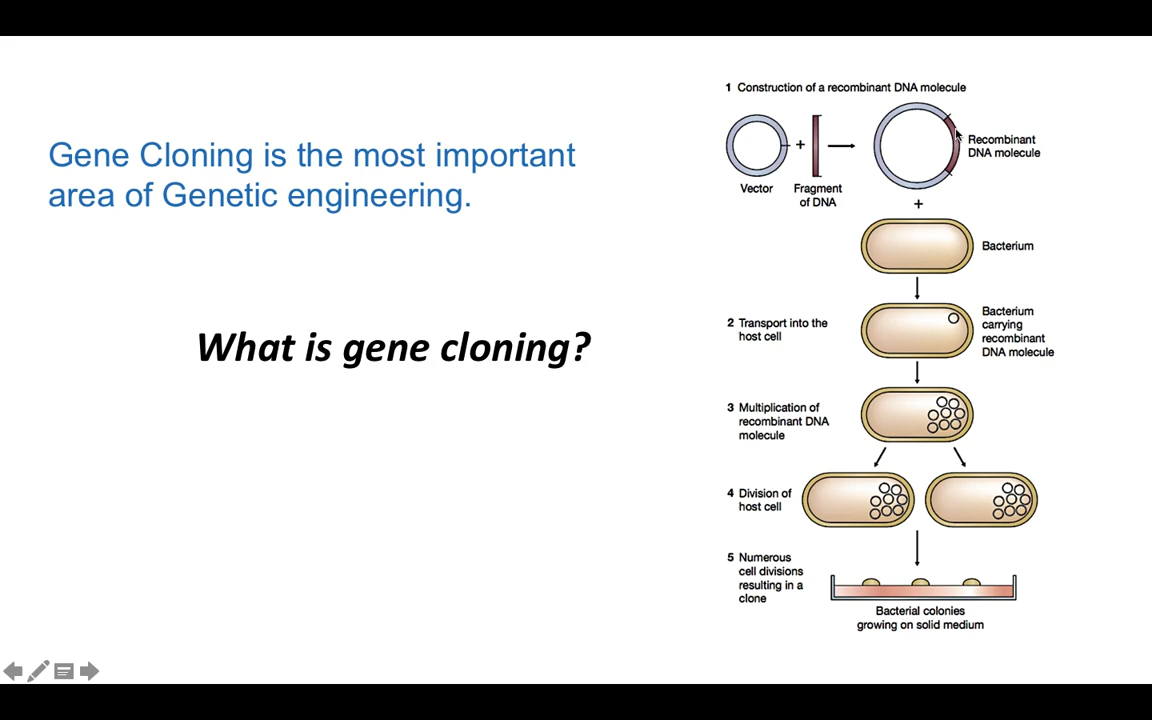 Gene Cloning is the most important
area of Genetic engineering.
What is gene cloning?
1 Construction of a recombinant DNA molecule
+
Vector
Fragment
of DNA
Recombinant
DNA molecule
+
Bacterium
2 Transport into the
host cell
Bacterium
carrying
recombinant
DNA molecule
3 Multiplication of
recombinant DNA
molecule
4 Division of
host cell
5 Numerous
cell divisions
resulting in a
clone
Bacterial colonies
growing on solid medium